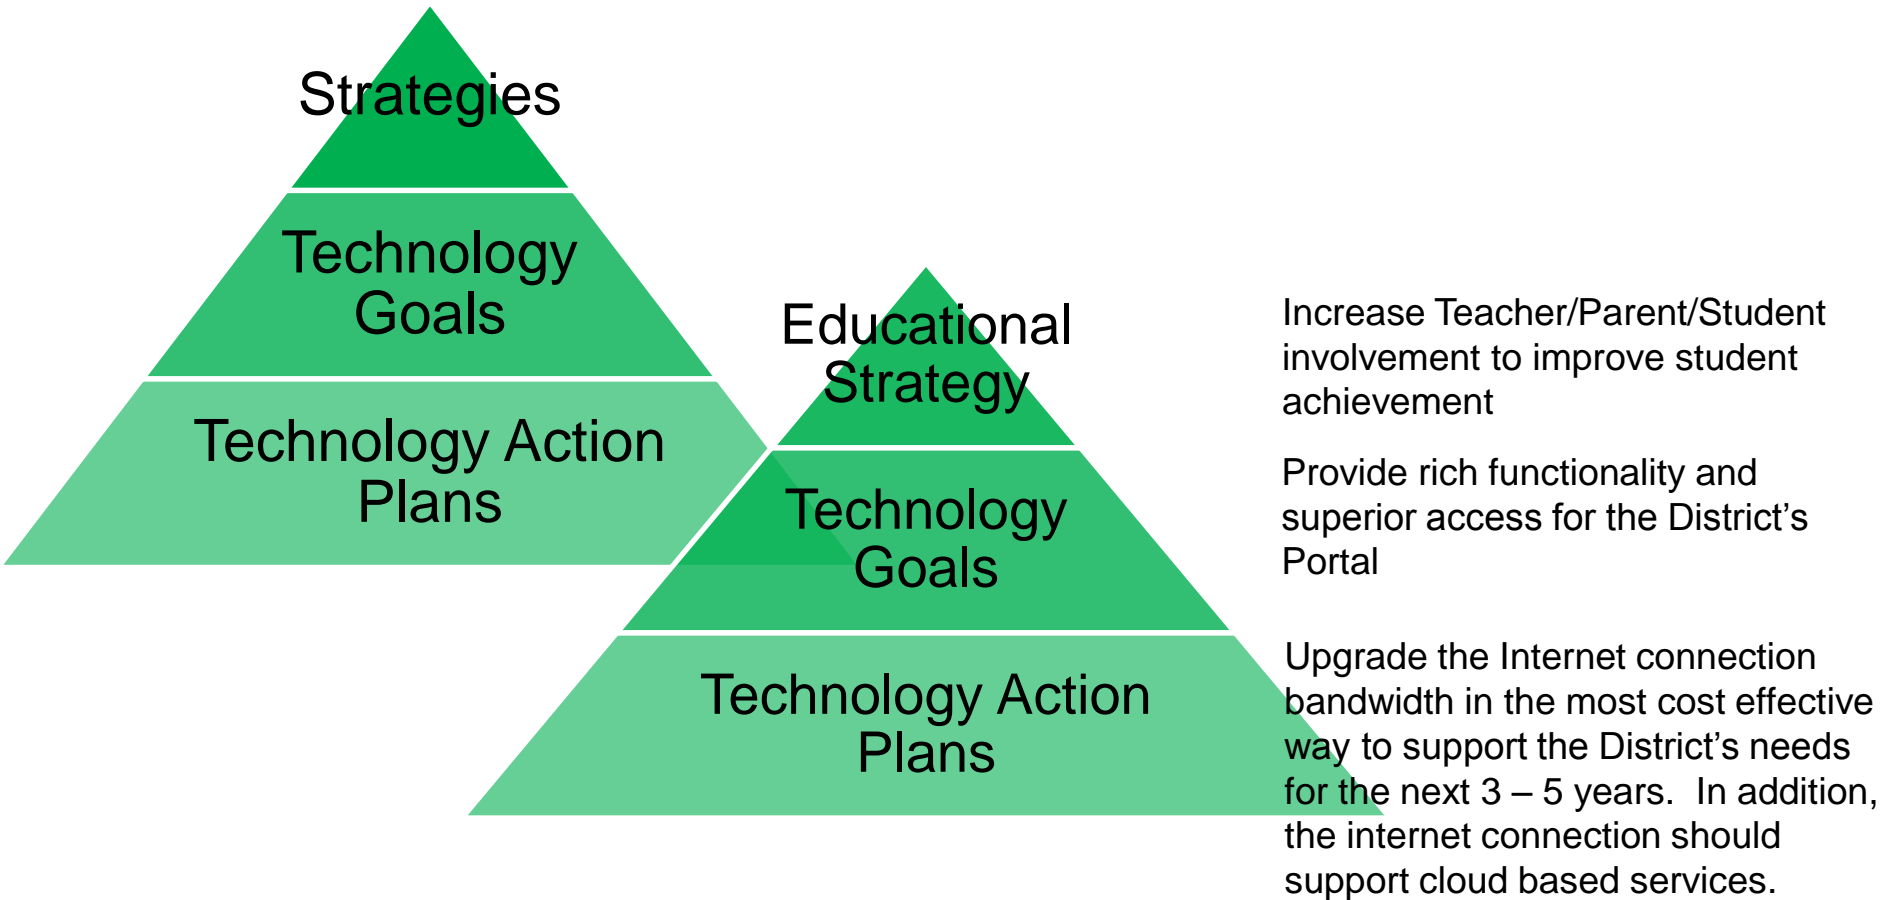 Strategies
Technology
Goals
Technology Action
Plans
Educational
Strategy
Technology
Goals
Technology Action
Plans
Increase Teacher/Parent/Student
involvement to improve student
achievement
Provide rich functionality and
superior access for the District’s
Portal
Upgrade the Internet connection
bandwidth in the most cost effective
way to support the District’s needs
for the next 3 – 5 years.  In addition,
the internet connection should
support cloud based services.